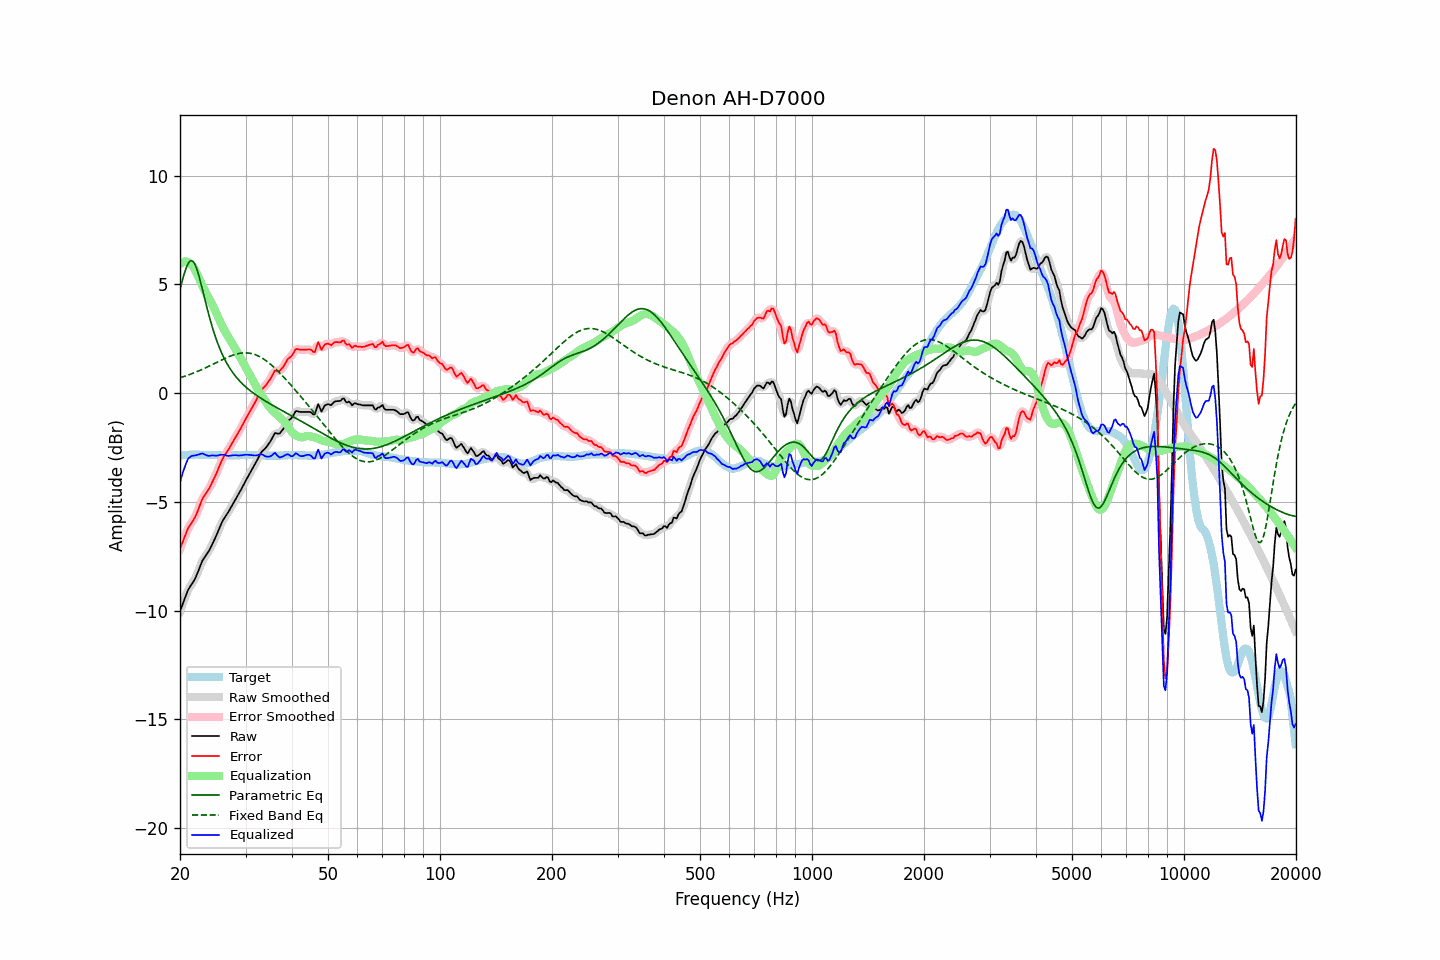 Denon AH-D7000
Amplitude (dBr)
10
5
0
−5
−10
−15
−20
Target
Raw Smoothed
Error Smoothed
Raw
Error
Equalization
Parametric Eq
Fixed Band Eq
Equalized
20
50
100
200
500
1000
2000
5000
10000
20000
Frequency (Hz)